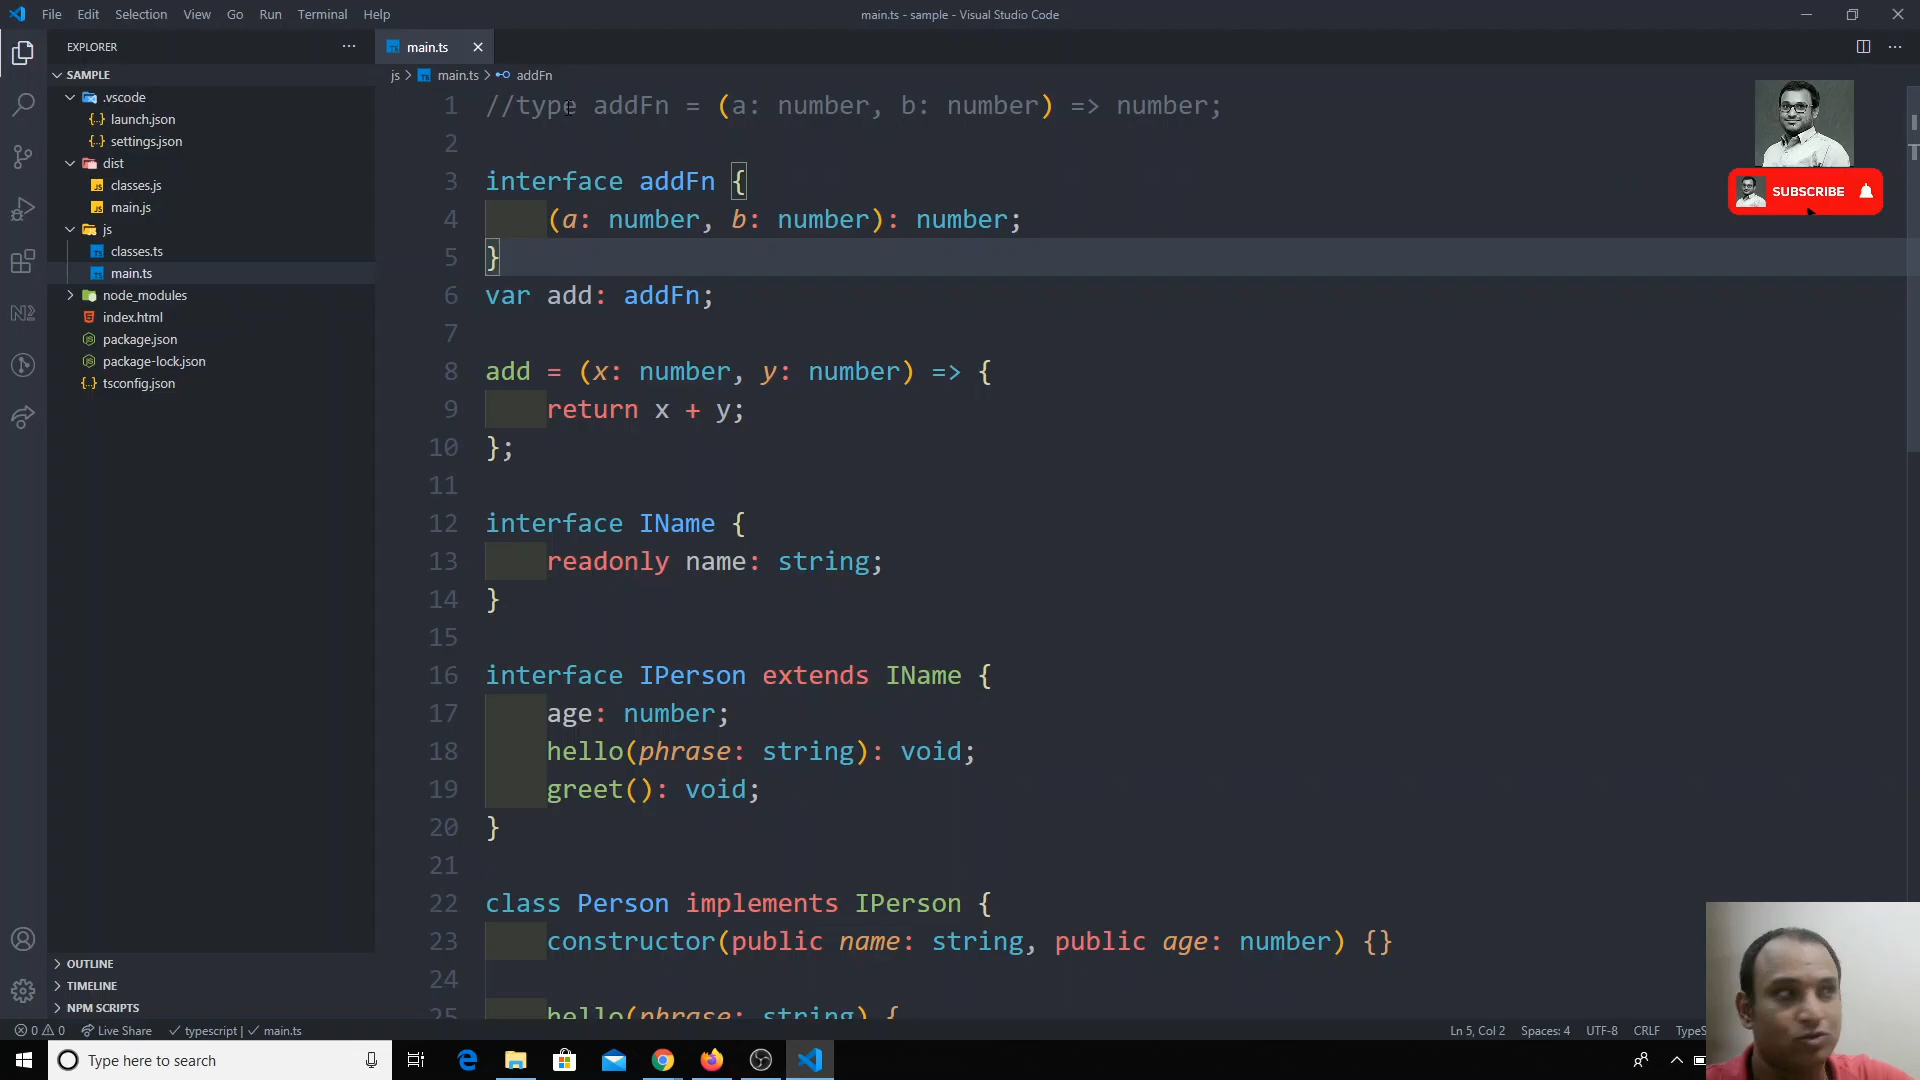 File Edit Selection View Go Run Terminal Help
main.ts - sample - Visual Studio Code
EXPLORER
SAMPLE
.vscode
launch.json
settings.json
dist
classes.js
main.js
js
classes.ts
main.ts
node_modules
index.html
package.json
package-lock.json
tsconfig.json
OUTLINE
TIMELINE
NPM SCRIPTS
main.ts
js > main.ts > addFn
1 //type addFn = (a: number, b: number) => number;
2
3 interface addFn {
4 (a: number, b: number): number;
5 }
6 var add: addFn;
7
8 add = (x: number, y: number) => {
9 return x + y;
10 };
11
12 interface IName {
13 readonly name: string;
14 }
15
16 interface IPerson extends IName {
17 age: number;
18 hello(phrase: string): void;
19 greet(): void;
20 }
21
22 class Person implements IPerson {
23 constructor(public name: string, public age: number) {}
24
25 hello(phrase: string) {
SUBSCRIBE
0 0 Live Share typescript | main.ts
Ln 5, Col 2 Spaces: 4 UTF-8 CRLF TypeS
Type here to search